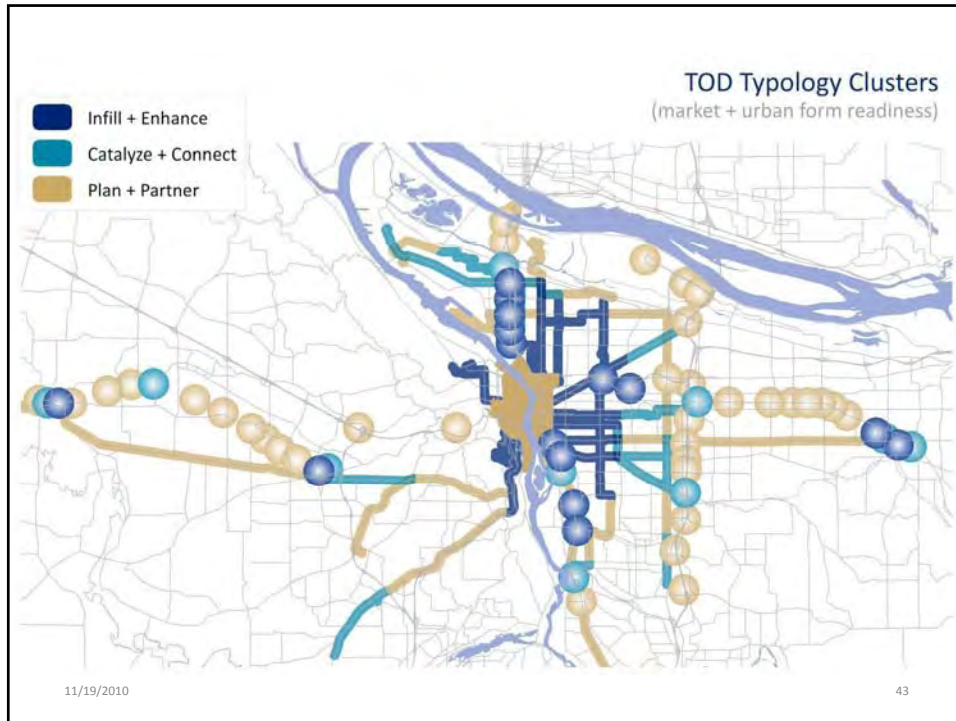 TOD Typology Clusters
(market + urban form readiness)
Infill + Enhance
Catalyze + Connect
Plan + Partner
11/19/2010
43